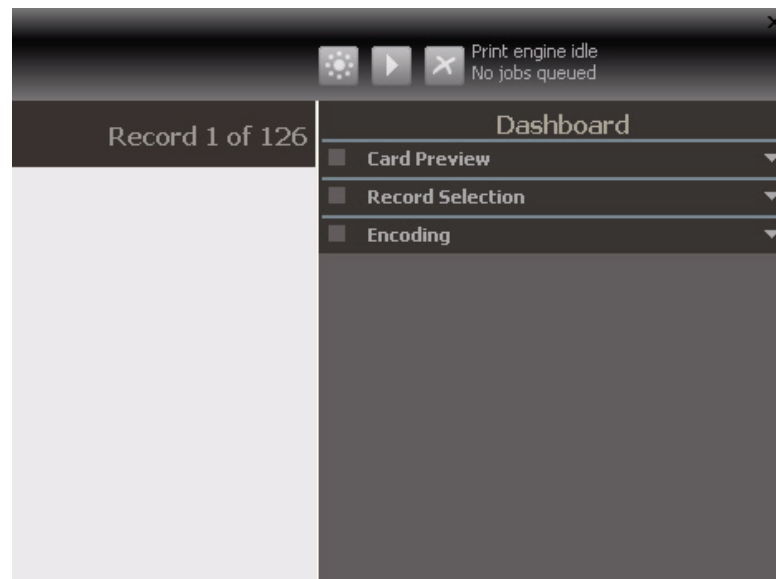 Print engine idle
No jobs queued
Record 1 of 126
Dashboard
Card Preview
Record Selection
Encoding